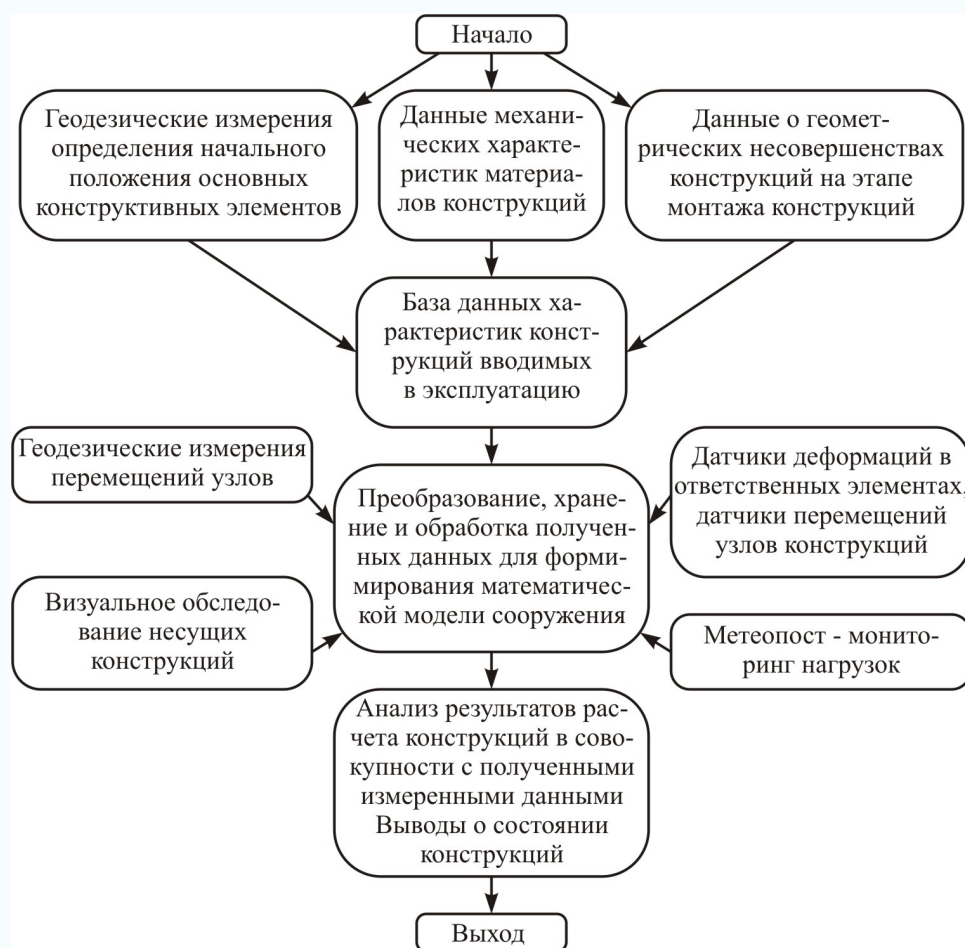 Начало
Геодезические измерения
определения начального
положения основных
конструктивных элементов
Данные механи-
ческих характе-
ристик материа-
лов конструкций
Данные о геомет-
рических несовершенствах
конструкций на этапе
монтажа конструкций
База данных ха-
рактеристик конст-
рукций вводимых
в эксплуатацию
Геодезические измерения
перемещений узлов
Преобразование, хране-
ние и обработка получен-
ных данных для форми-
мирования математиче-
ской модели сооружения
Датчики деформаций в
ответственных элементах,
датчики перемещений
узлов конструкций
Визуальное обследо-
вание несущих
конструкций
Метеопост - монито-
ринг нагрузок
Анализ результатов рас-
чета конструкций в сово-
купности с полученными
измеренными данными
Выводы о состоянии
конструкций
Выход